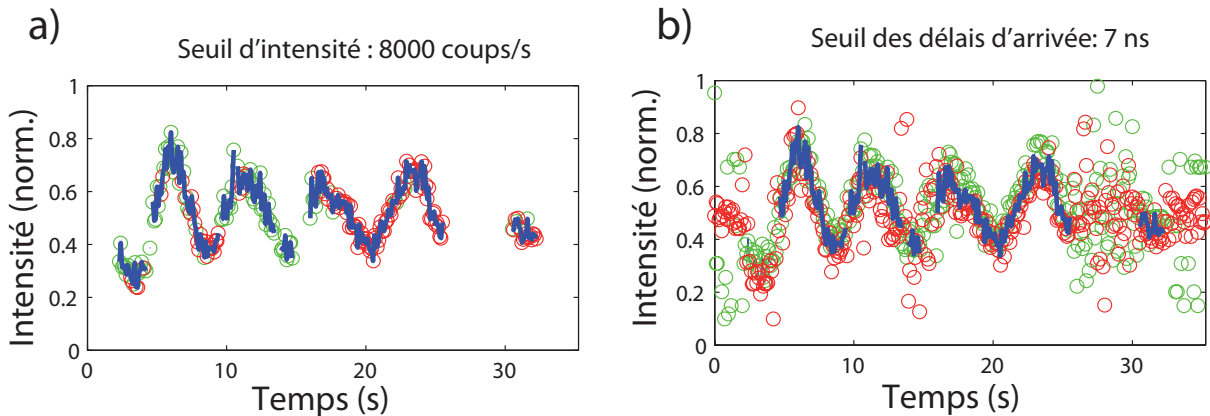 a)
Seuil d'intensité : 8000 coups/s
Intensité (norm.)
1
0.8
0.6
0.4
0.2
0
0 10 20 30
Temps (s)
b)
Seuil des délais d'arrivée: 7 ns
Intensité (norm.)
1
0.8
0.6
0.4
0.2
0
0 10 20 30
Temps (s)